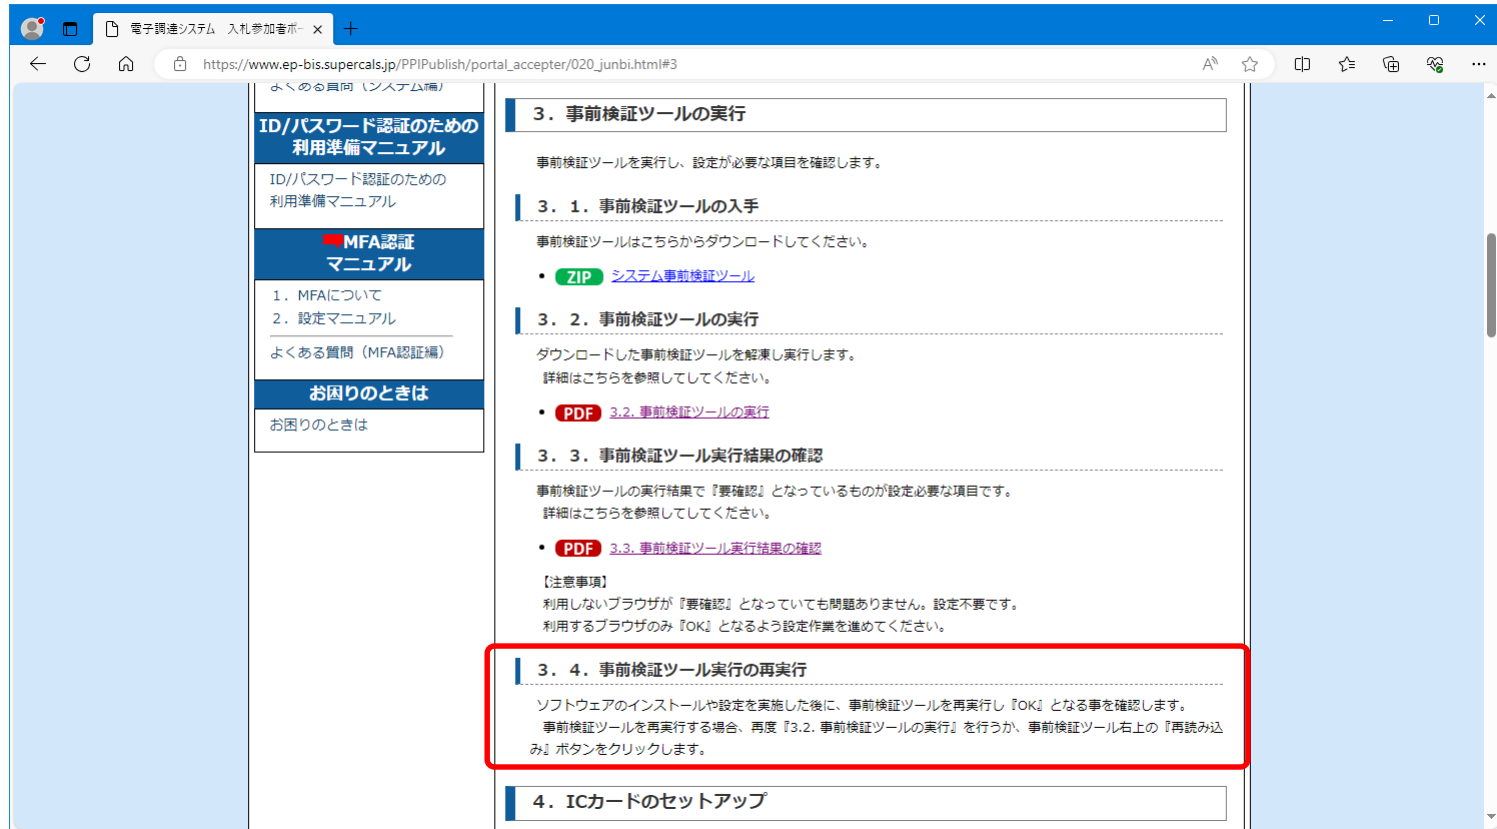 電子調達システム　入札参加者ポー
https://www.ep-bis.supercals.jp/PPIPublish/portal_accepter/020_junbi.html#3
よくある質問（システム編）
ID/パスワード認証のための
利用準備マニュアル
ID/パスワード認証のための
利用準備マニュアル
MFA認証
マニュアル
1．MFAについて
2．設定マニュアル
よくある質問（MFA認証編）
お困りのときは
お困りのときは
3．事前検証ツールの実行
事前検証ツールを実行し、設定が必要な項目を確認します。
3．1．事前検証ツールの入手
事前検証ツールはこちらからダウンロードしてください。
• ZIP システム事前検証ツール
3．2．事前検証ツールの実行
ダウンロードした事前検証ツールを解凍し実行します。
詳細はこちらを参照してしてください。
• PDF 3.2. 事前検証ツールの実行
3．3．事前検証ツール実行結果の確認
事前検証ツールの実行結果で『要確認』となっているものが設定必要な項目です。
詳細はこちらを参照してしてください。
• PDF 3.3. 事前検証ツール実行結果の確認
【注意事項】
利用しないブラウザが『要確認』となっていても問題ありません。設定不要です。
利用するブラウザのみ『OK』となるよう設定作業を進めてください。
3．4．事前検証ツール実行の再実行
ソフトウェアのインストールや設定を実施した後に、事前検証ツールを再実行し『OK』となる事を確認します。
事前検証ツールを再実行する場合、再度『3.2. 事前検証ツールの実行』を行うか、事前検証ツール右上の『再読み込
み』ボタンをクリックします。
4．ICカードのセットアップ